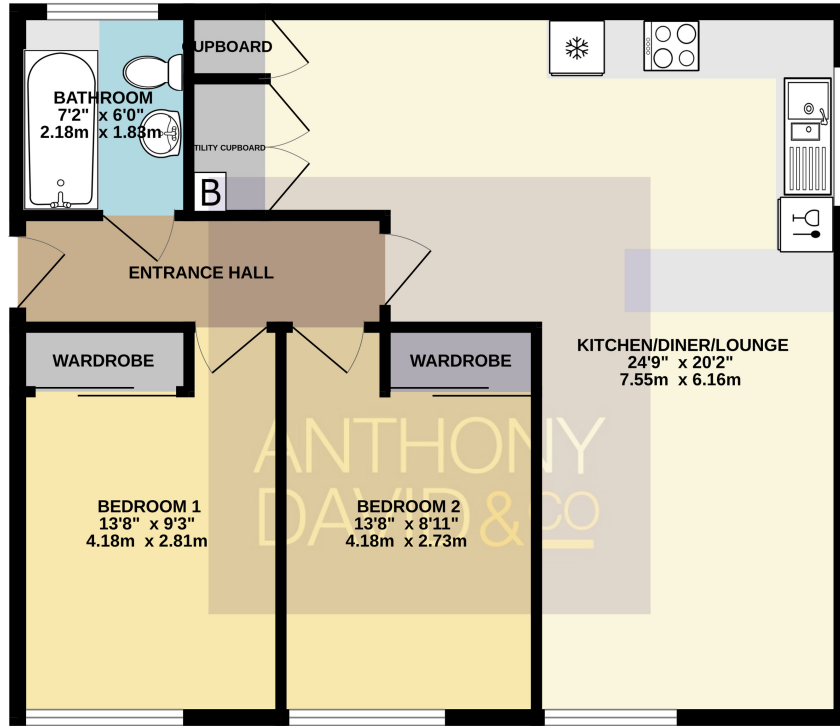 CUPBOARD
BATHROOM
7'2" x 6'0"
2.18m x 1.83m
TILITY CUPBOARD
B
ENTRANCE HALL
WARDROBE
WARDROBE
KITCHEN/DINER/LOUNGE
24'9" x 20'2"
7.55m x 6.16m
ANTHONY
DAVID & CO
BEDROOM 1
13'8" x 9'3"
4.18m x 2.81m
BEDROOM 2
13'8" x 8'11"
4.18m x 2.73m